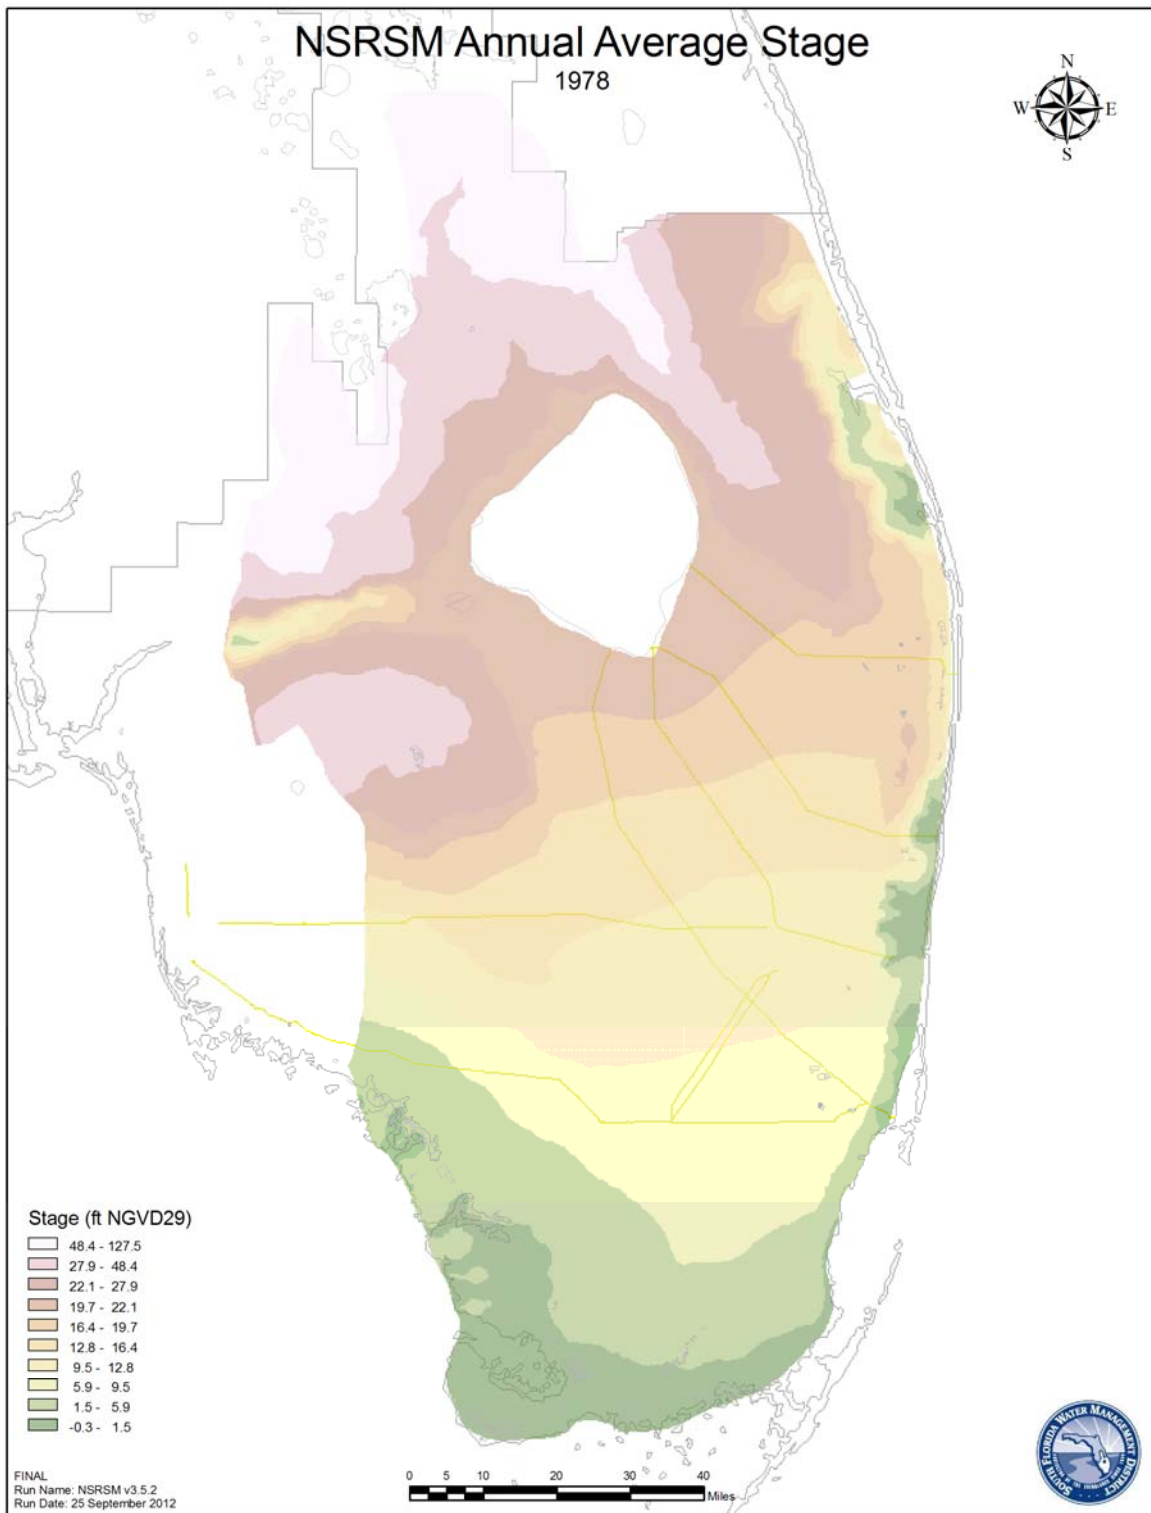 NSRSM Annual Average Stage
1978
N
W E
S
Stage (ft NGVD29)
48.4 - 127.5
27.9 - 48.4
22.1 - 27.9
19.7 - 22.1
16.4 - 19.7
12.8 - 16.4
9.5 - 12.8
5.9 - 9.5
1.5 - 5.9
-0.3 - 1.5
FINAL
Run Name: NSRSM v3.5.2
Run Date: 25 September 2012
0 5 10 20 30 40
Miles
SOUTH FLORIDA WATER MANAGEMENT DISTRICT